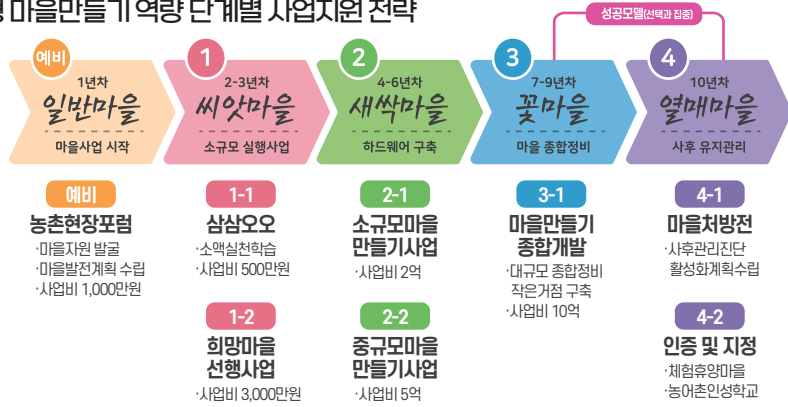 마을만들기 역량 단계별 사업지원 전략
성공모델(선택과 집중)
예비
1년차
일반마을
마을사업 시작
1
2-3년차
씨앗마을
소규모 실행사업
2
4-6년차
새싹마을
하드웨어 구축
3
7-9년차
꽃마을
마을 종합정비
4
10년차
열매마을
사후 유지관리
예비
농촌현장포럼
·마을자원 발굴
·마을발전계획 수립
·사업비 1,000만원
1-1
삼삼오오
·소액실천학습
·사업비 500만원
1-2
희망마을
선행사업
·사업비 3,000만원
2-1
소규모마을
만들기사업
·사업비 2억
2-2
중규모마을
만들기사업
·사업비 5억
3-1
마을만들기
종합개발
·대규모 종합정비
작은거점 구축
·사업비 10억
4-1
마을처방전
·사후관리진단
활성화계획수립
4-2
인증 및 지정
·체험휴양마을
·농어촌인성학교